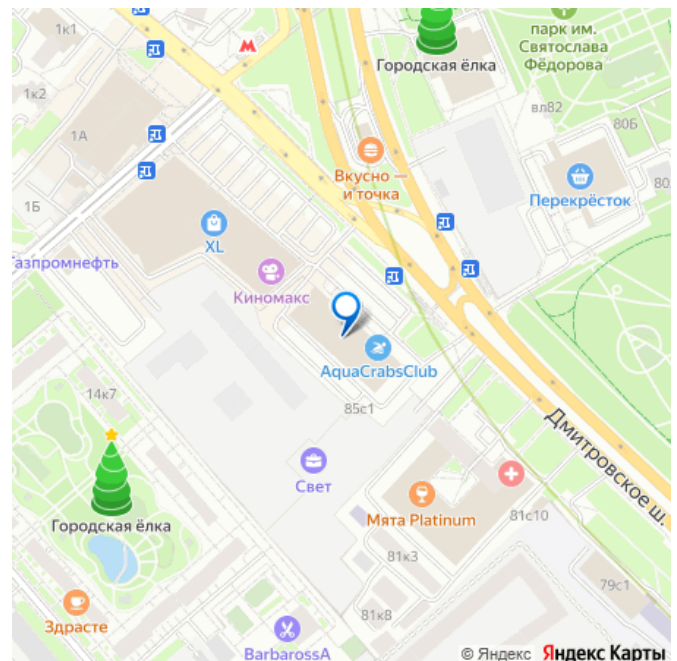 1к1
парк им.
Святослава
Фёдорова
Городская ёлка
1к2
вл82
80Б
1А
Вкусно —
и точка
80
Перекрёсток
1Б
XL
Газпромнефть
Киномакс
AquaCrabsClub
14к7
85с1
Дмитровское ш.
Свет
Городская ёлка
Мята Platinum
81с10
81к3
79с1
81к8
Здрасте
BarbarossA
© Яндекс Яндекс Карты